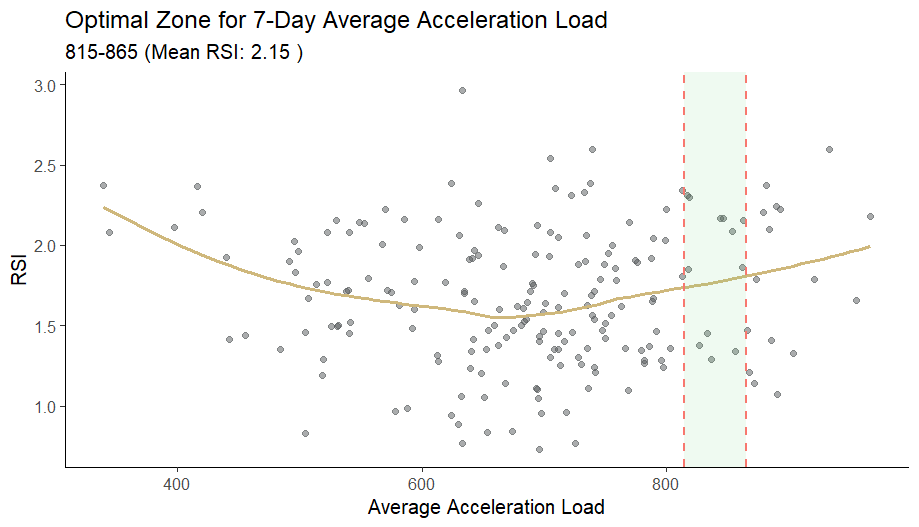 Optimal Zone for 7-Day Average Acceleration Load
815-865 (Mean RSI: 2.15 )
3.0
2.5
2.0
1.5
1.0
RSI
400 600 800
Average Acceleration Load